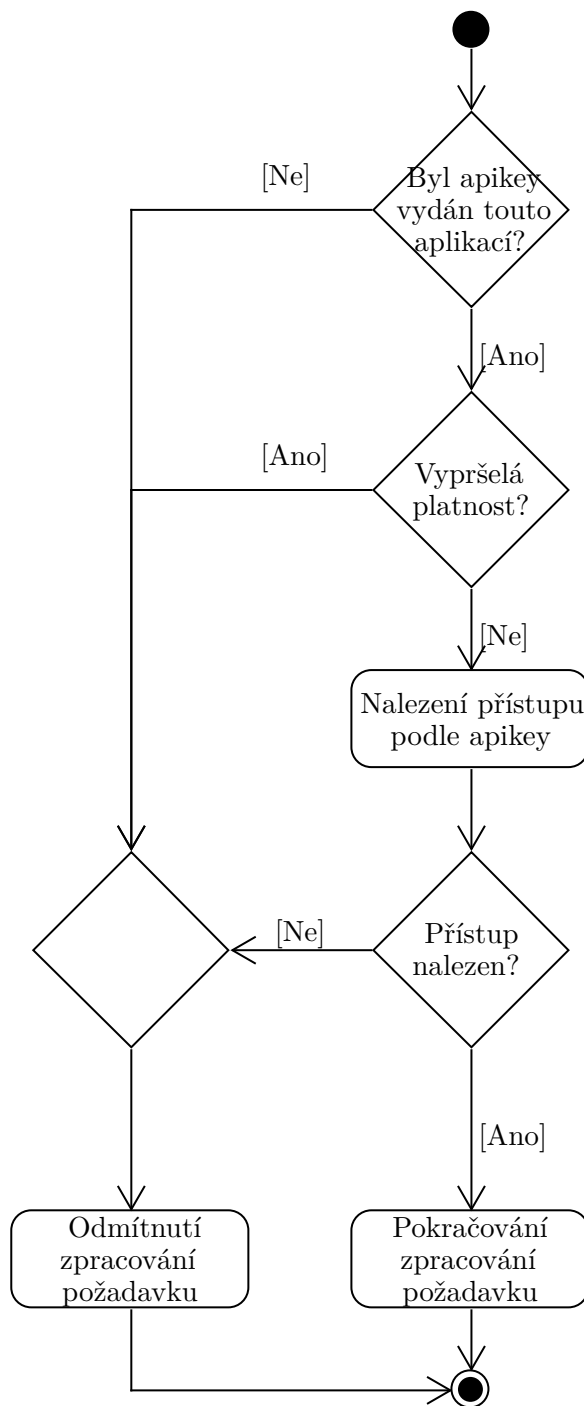 [Ne]
Byl apikey
vydán touto
aplikací?
[Ano]
[Ano]
Vypršelá
platnost?
[Ne]
Nalezení přístupu
podle apikey
[Ne]
Přístup
nalezen?
[Ano]
Odmítnutí
zpracování
požadavku
Pokračování
zpracování
požadavku